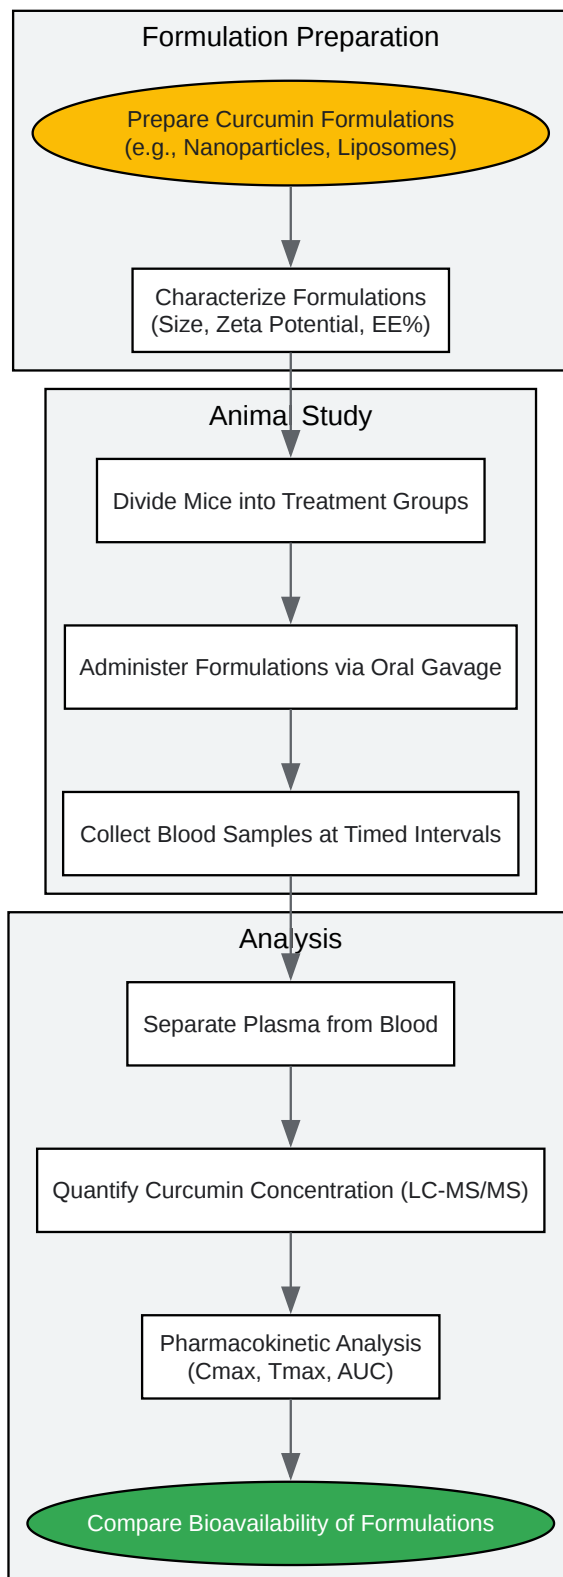 Formulation Preparation
Prepare Curcumin Formulations
(e.g., Nanoparticles, Liposomes)
Characterize Formulations
(Size, Zeta Potential, EE%)
Animal Study
Divide Mice into Treatment Groups
Administer Formulations via Oral Gavage
Collect Blood Samples at Timed Intervals
Analysis
Separate Plasma from Blood
Quantify Curcumin Concentration (LC-MS/MS)
Pharmacokinetic Analysis
(Cmax, Tmax, AUC)
Compare Bioavailability of Formulations